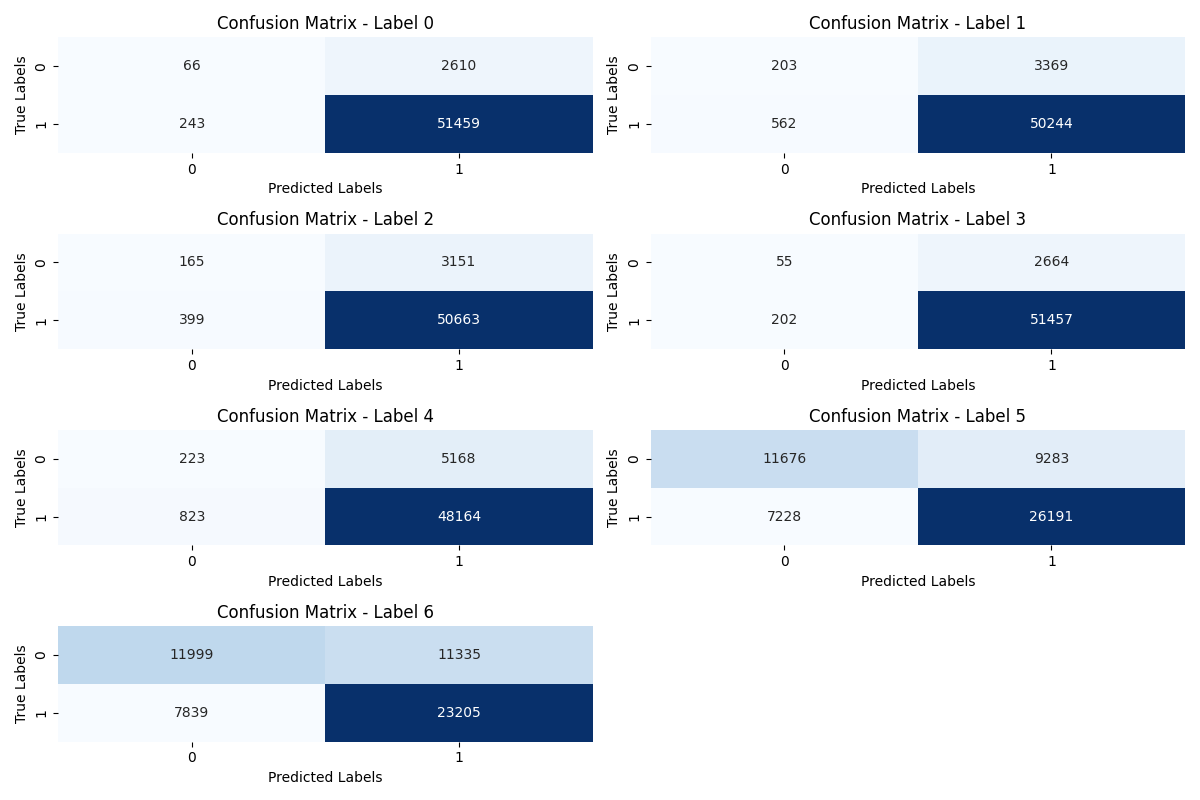 Confusion Matrix - Label 0
True Labels
0
66
2610
1
243
51459
0
1
Predicted Labels
Confusion Matrix - Label 1
True Labels
0
203
3369
1
562
50244
0
1
Predicted Labels
Confusion Matrix - Label 2
True Labels
0
165
3151
1
399
50663
0
1
Predicted Labels
Confusion Matrix - Label 3
True Labels
0
55
2664
1
202
51457
0
1
Predicted Labels
Confusion Matrix - Label 4
True Labels
0
223
5168
1
823
48164
0
1
Predicted Labels
Confusion Matrix - Label 5
True Labels
0
11676
9283
1
7228
26191
0
1
Predicted Labels
Confusion Matrix - Label 6
True Labels
0
11999
11335
1
7839
23205
0
1
Predicted Labels